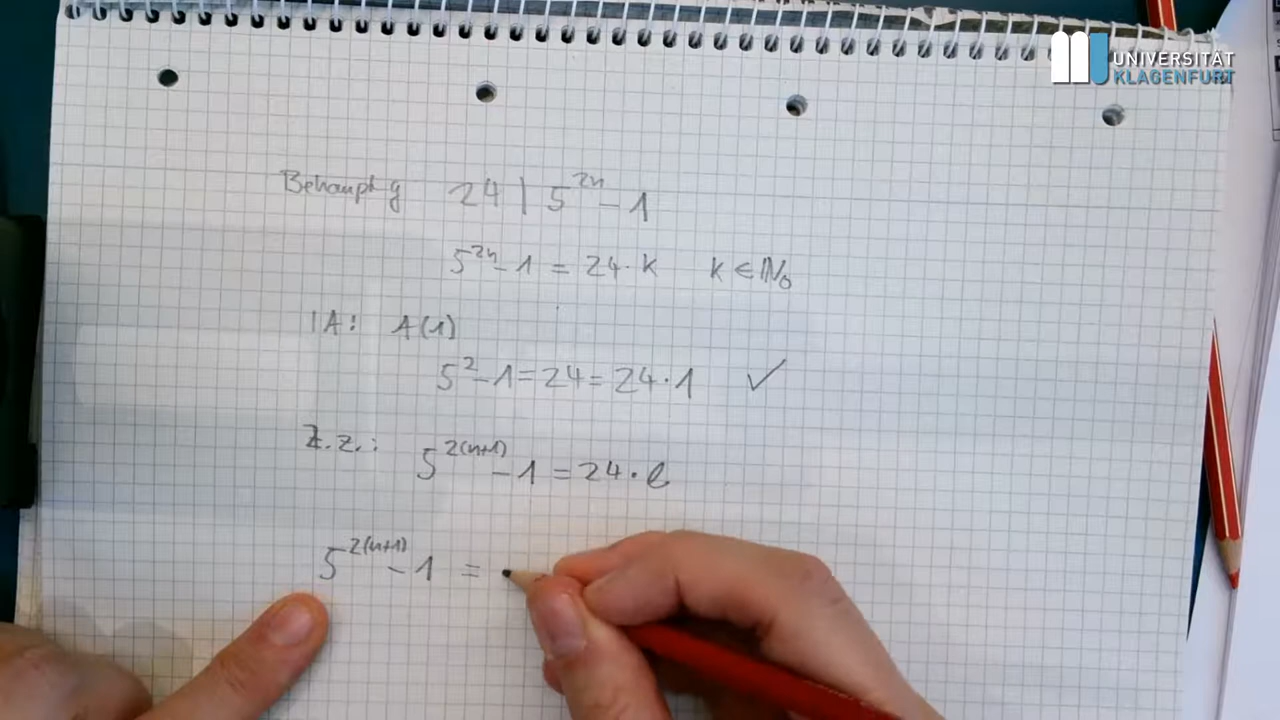 UNIVERSITÄT
KLAGENFURT
Behauptg 24 | 5^{2n} - 1
5^{2n} - 1 = 24 · k k ∈ ℕ₀
IA: A(1)
5^2 - 1 = 24 = 24 · 1 ✓
Z.z.: 5^{2(n+1)} - 1 = 24 · l
5^{2(n+1)} - 1 =